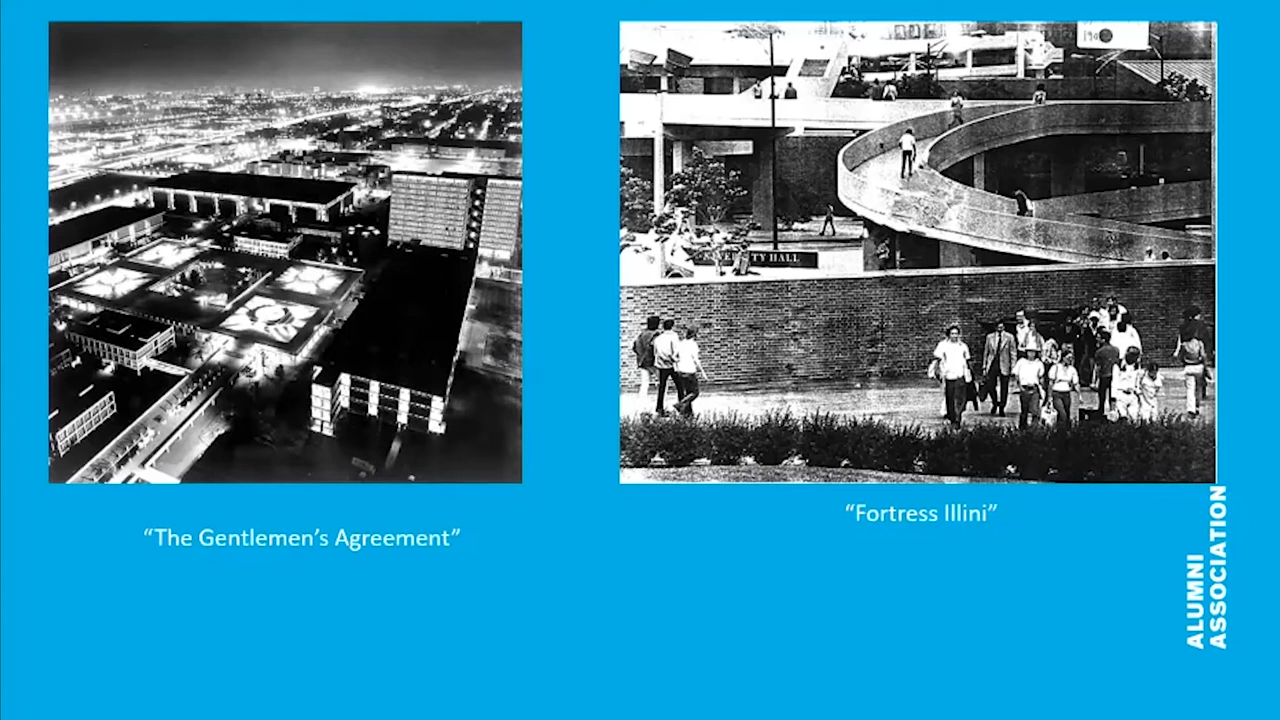 “The Gentlemen’s Agreement”
“Fortress Illini”
ALUMNI
ASSOCIATION